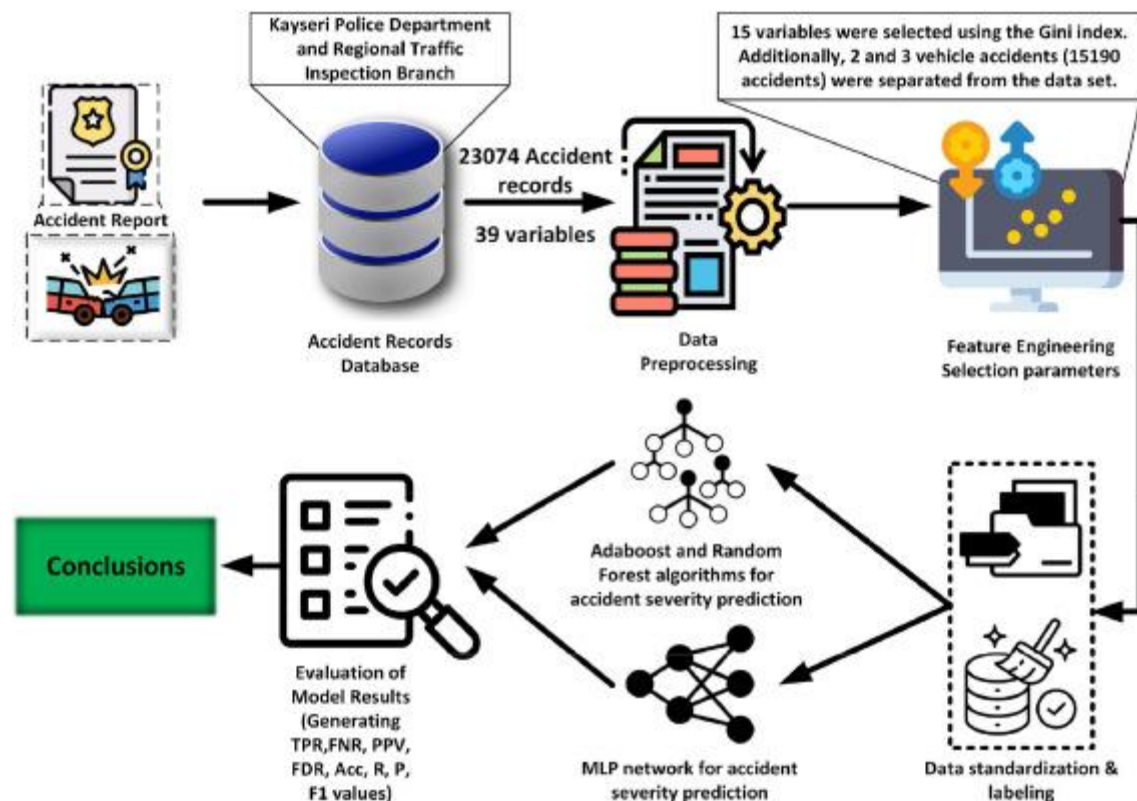 Kayseri Police Department
and Regional Traffic
Inspection Branch
15 variables were selected using the Gini index.
Additionally, 2 and 3 vehicle accidents (15190
accidents) were separated from the data set.
Accident Report
23074 Accident
records
39 variables
Accident Records
Database
Data
Preprocessing
Feature Engineering
Selection parameters
Conclusions
Evaluation of
Model Results
(Generating
TPR,FNR, PPV,
FDR, Acc, R, P,
F1 values)
Adaboost and Random
Forest algorithms for
accident severity prediction
MLP network for accident
severity prediction
Data standardization &
labeling